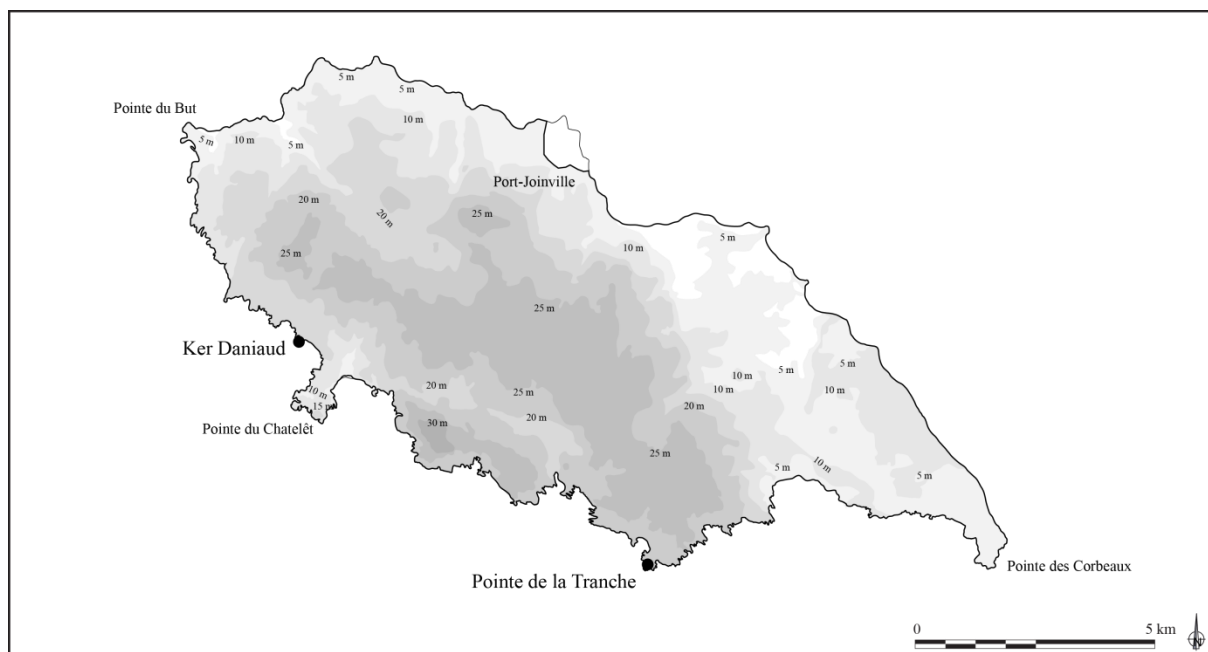 5 m
5 m
Pointe du But
10 m
5 m
10 m
5 m
Port-Joinville
20 m
20 m
25 m
5 m
10 m
25 m
25 m
Ker Daniaud
5 m
5 m
10 m
20 m
10 m
10 m
25 m
10 m
15 m
20 m
20 m
30 m
Pointe du Chatelêt
25 m
10 m
5 m
5 m
Pointe de la Tranche
Pointe des Corbeaux
0
5 km
N